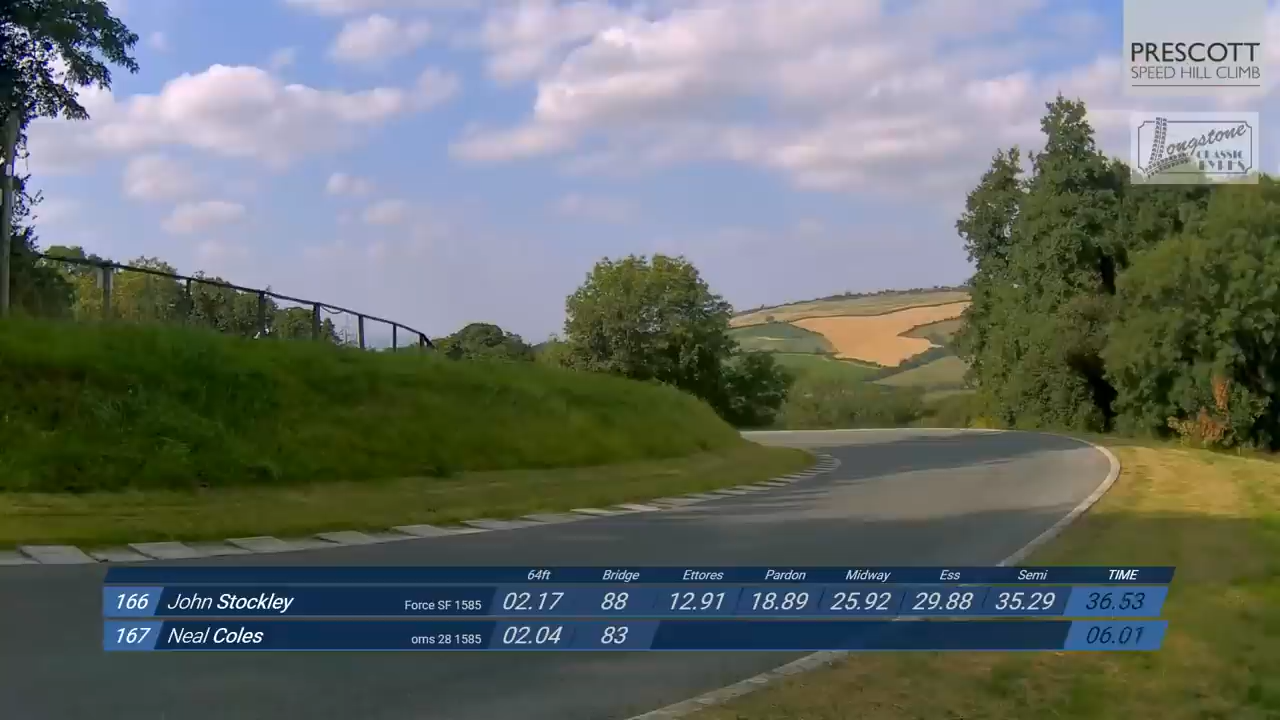 PRESCOTT
SPEED HILL CLIMB
Longstone
CLASSIC
TYRES
64ft Bridge Ettores Pardon Midway Ess Semi TIME
166 John Stockley Force SF 1585 02.17 88 12.91 18.89 25.92 29.88 35.29 36.53
167 Neal Coles oms 28 1585 02.04 83 06.01